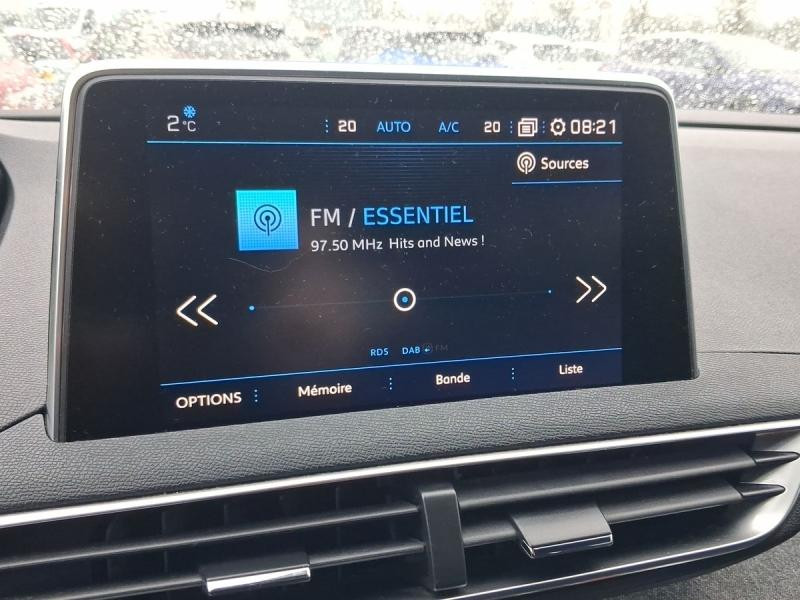 2 °C 20 AUTO A/C 20 08:21
Sources
FM / ESSENTIEL
97.50 MHz Hits and News !
RDS DAB FM
OPTIONS Mémoire Bande Liste